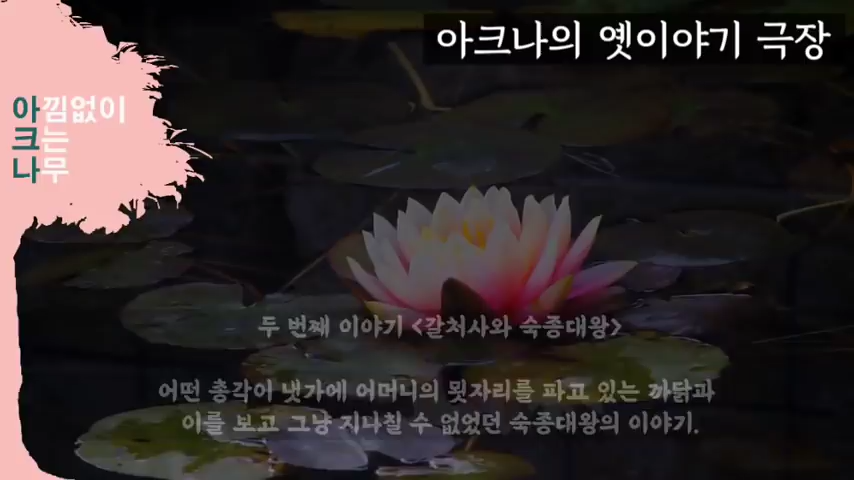 아크나의 옛이야기 극장
아낌없이
크는
나무
두 번째 이야기 <갈처사와 숙종대왕>
어떤 총각이 냇가에 어머니의 묏자리를 파고 있는 까닭과
이를 보고 그냥 지나칠 수 없었던 숙종대왕의 이야기.